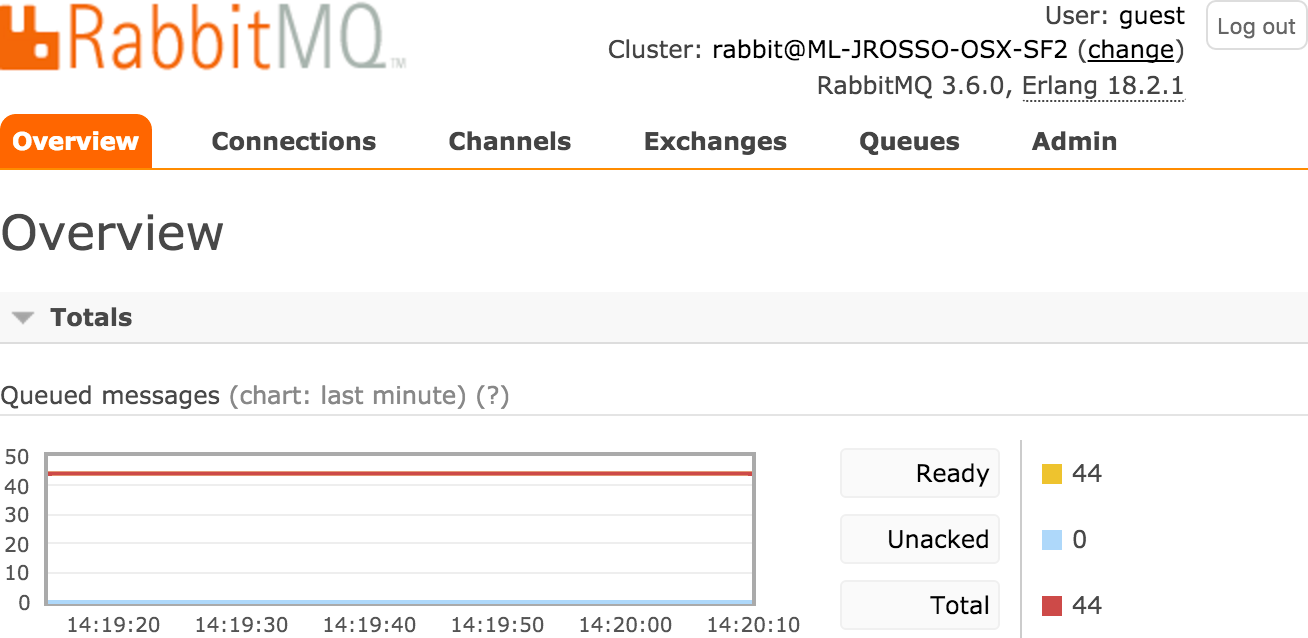 RabbitMQ™
User: guest
Log out
Cluster: rabbit@ML-JROSSO-OSX-SF2 (change)
RabbitMQ 3.6.0, Erlang 18.2.1
Overview Connections Channels Exchanges Queues Admin
Overview
Totals
Queued messages (chart: last minute) (?)
50
40
30
20
10
0
14:19:20 14:19:30 14:19:40 14:19:50 14:20:00 14:20:10
Ready 44
Unacked 0
Total 44